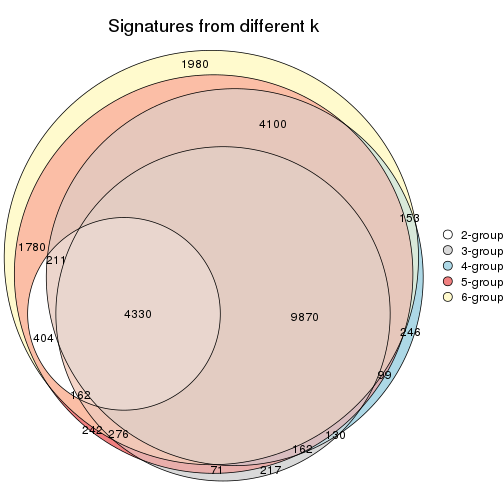 Signatures from different k
1980
4100
153
2-group
3-group
1780
211
4-group
5-group
6-group
4330
9870
404
246
99
162
242
276
130
162
71
217